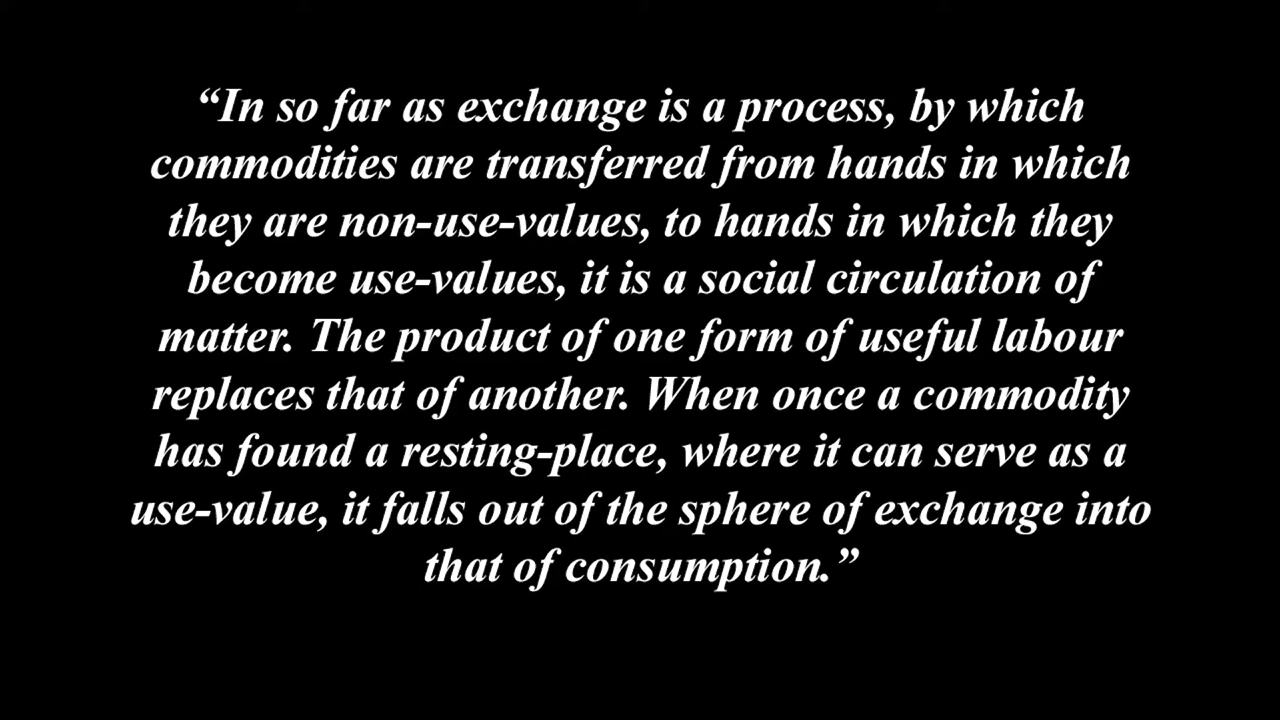 “In so far as exchange is a process, by which
commodities are transferred from hands in which
they are non-use-values, to hands in which they
become use-values, it is a social circulation of
matter. The product of one form of useful labour
replaces that of another. When once a commodity
has found a resting-place, where it can serve as a
use-value, it falls out of the sphere of exchange into
that of consumption.”